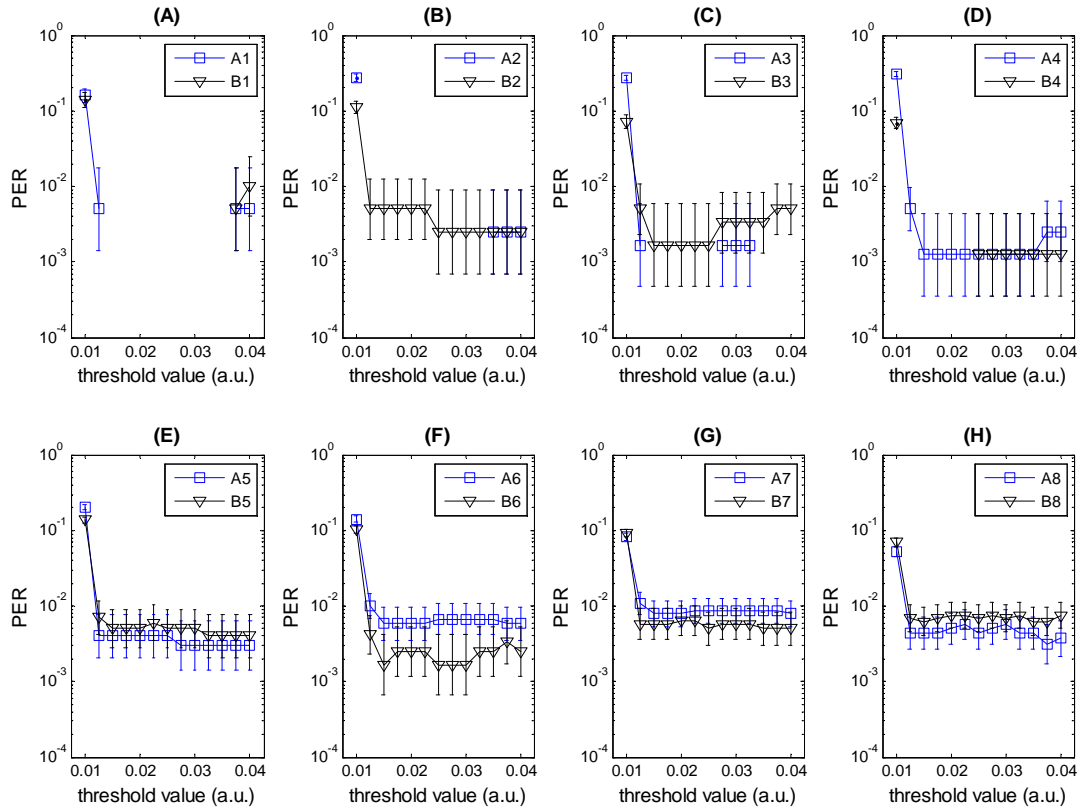 (A) (B) (C) (D)
10^0 10^0 10^0 10^0
A1 A2 A3 A4
B1 B2 B3 B4
10^-1 10^-1 10^-1 10^-1
PER PER PER PER
10^-2 10^-2 10^-2 10^-2
10^-3 10^-3 10^-3 10^-3
10^-4 10^-4 10^-4 10^-4
0.01 0.02 0.03 0.04 0.01 0.02 0.03 0.04 0.01 0.02 0.03 0.04 0.01 0.02 0.03 0.04
threshold value (a.u.) threshold value (a.u.) threshold value (a.u.) threshold value (a.u.)
(E) (F) (G) (H)
10^0 10^0 10^0 10^0
A5 A6 A7 A8
B5 B6 B7 B8
10^-1 10^-1 10^-1 10^-1
PER PER PER PER
10^-2 10^-2 10^-2 10^-2
10^-3 10^-3 10^-3 10^-3
10^-4 10^-4 10^-4 10^-4
0.01 0.02 0.03 0.04 0.01 0.02 0.03 0.04 0.01 0.02 0.03 0.04 0.01 0.02 0.03 0.04
threshold value (a.u.) threshold value (a.u.) threshold value (a.u.) threshold value (a.u.)